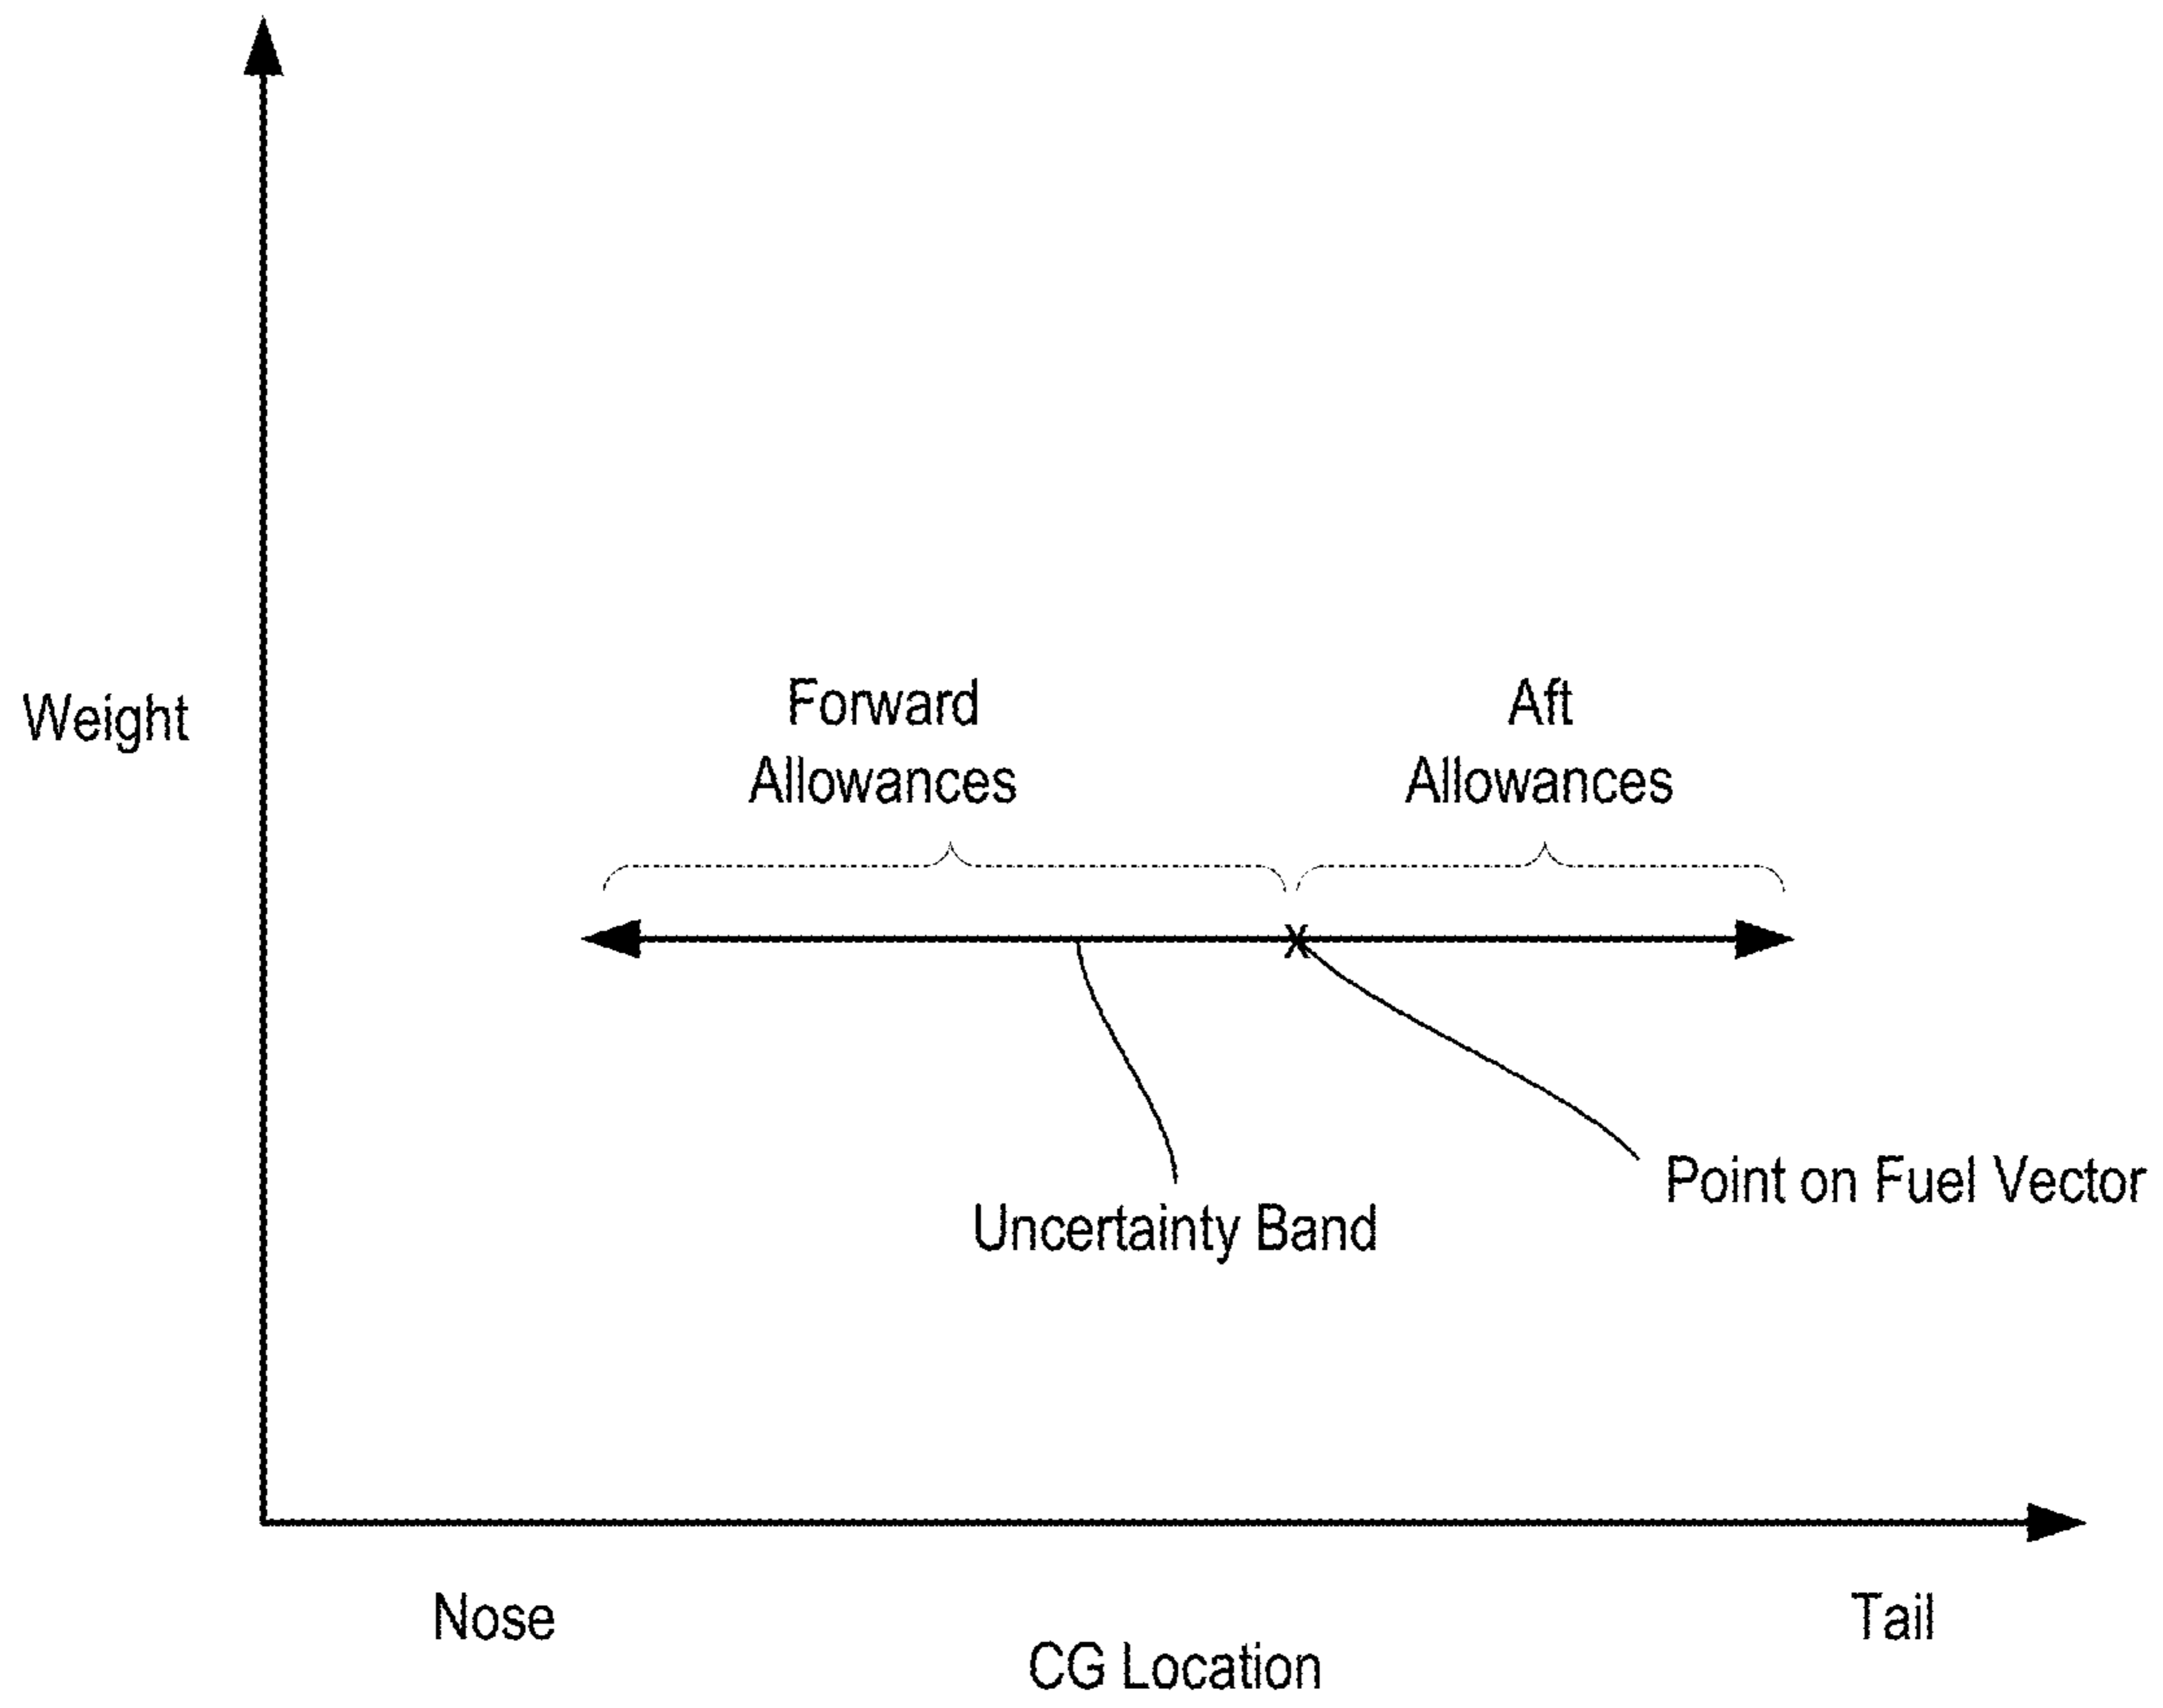 Weight
Forward
Allowances
Aft
Allowances
X
Point on Fuel Vector
Uncertainty Band
Nose
Tail
CG Location